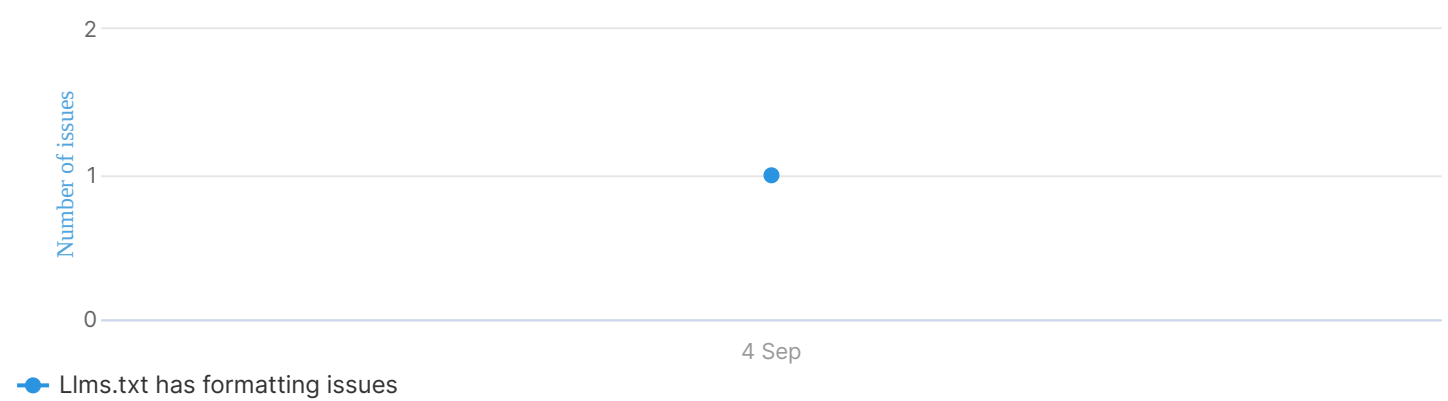 2
Number of issues
1
0
4 Sep
Llms.txt has formatting issues